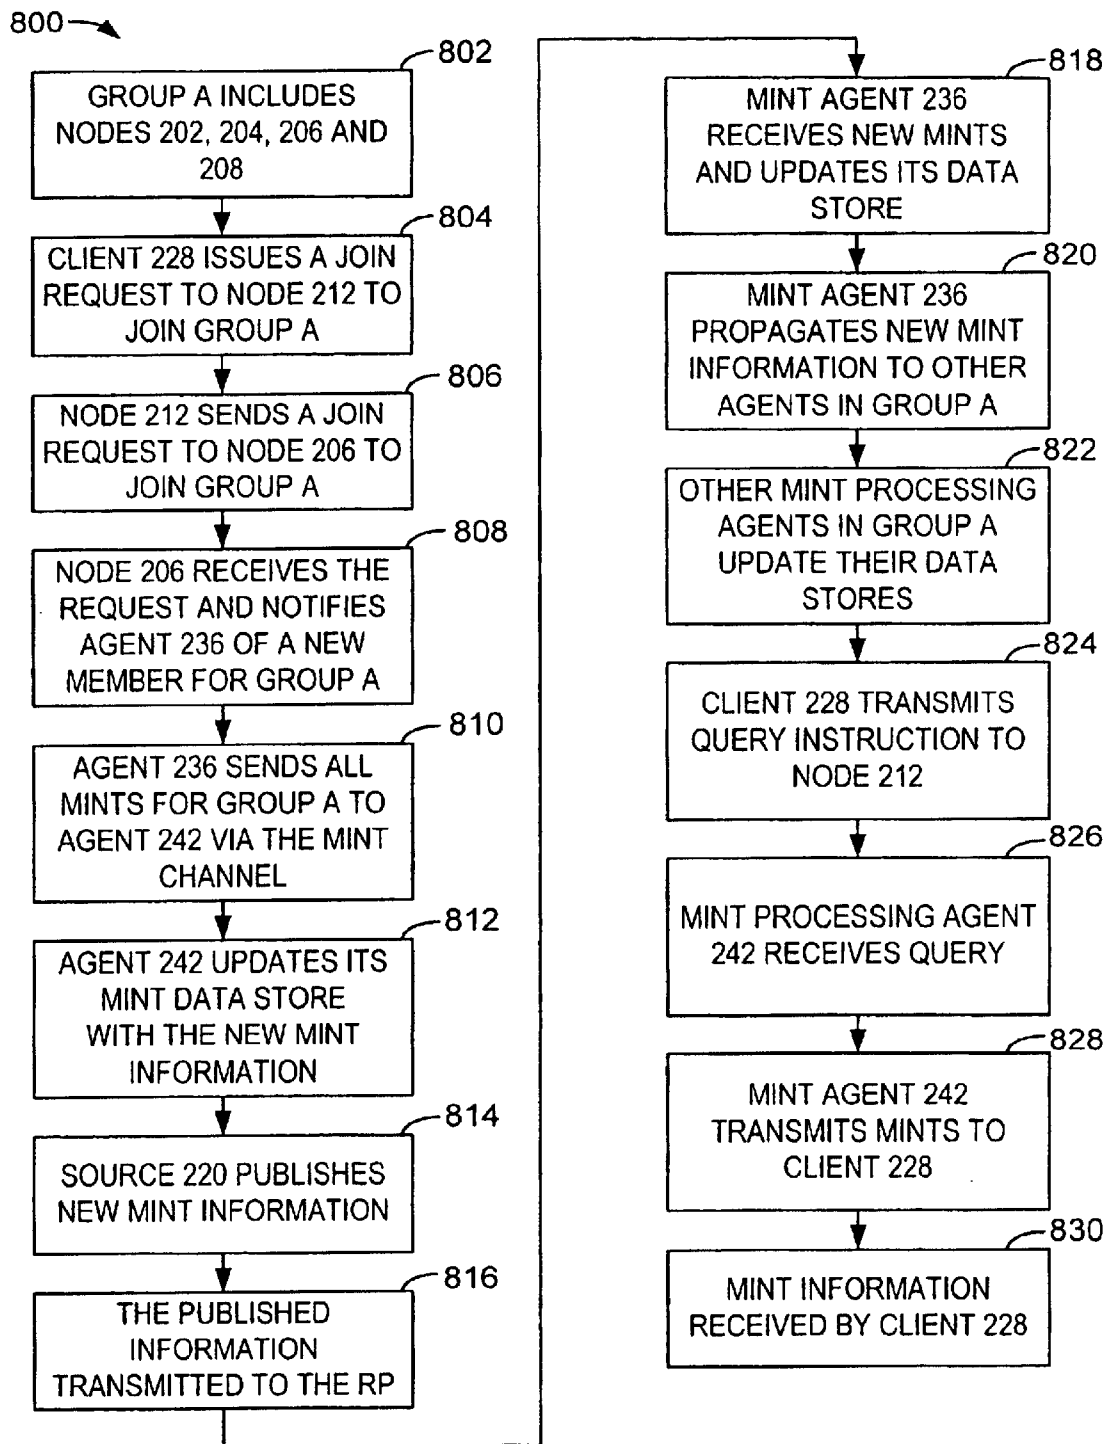 800
802
GROUP A INCLUDES
NODES 202, 204, 206 AND
208
804
CLIENT 228 ISSUES A JOIN
REQUEST TO NODE 212 TO
JOIN GROUP A
806
NODE 212 SENDS A JOIN
REQUEST TO NODE 206 TO
JOIN GROUP A
808
NODE 206 RECEIVES THE
REQUEST AND NOTIFIES
AGENT 236 OF A NEW
MEMBER FOR GROUP A
810
AGENT 236 SENDS ALL
MINTS FOR GROUP A TO
AGENT 242 VIA THE MINT
CHANNEL
812
AGENT 242 UPDATES ITS
MINT DATA STORE
WITH THE NEW MINT
INFORMATION
814
SOURCE 220 PUBLISHES
NEW MINT INFORMATION
816
THE PUBLISHED
INFORMATION
TRANSMITTED TO THE RP
818
MINT AGENT 236
RECEIVES NEW MINTS
AND UPDATES ITS DATA
STORE
820
MINT AGENT 236
PROPAGATES NEW MINT
INFORMATION TO OTHER
AGENTS IN GROUP A
822
OTHER MINT PROCESSING
AGENTS IN GROUP A
UPDATE THEIR DATA
STORES
824
CLIENT 228 TRANSMITS
QUERY INSTRUCTION TO
NODE 212
826
MINT PROCESSING AGENT
242 RECEIVES QUERY
828
MINT AGENT 242
TRANSMITS MINTS TO
CLIENT 228
830
MINT INFORMATION
RECEIVED BY CLIENT 228